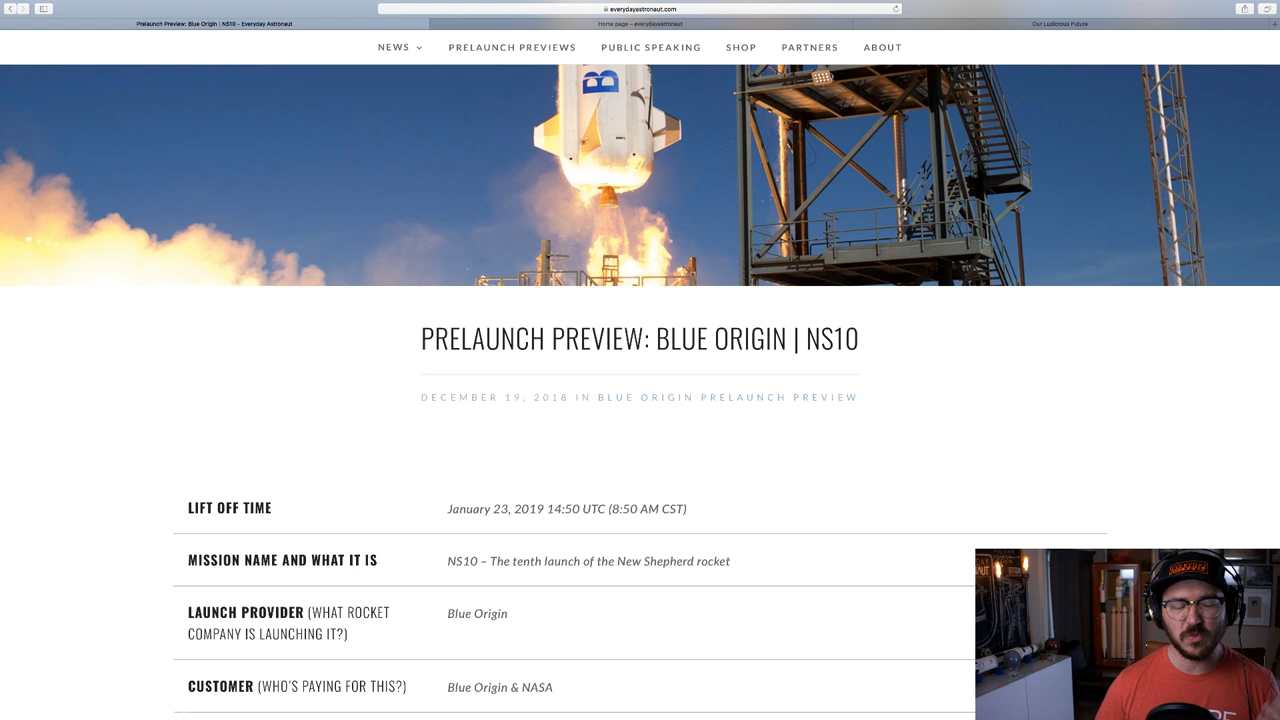 everydayastronaut.com
Prelaunch Preview: Blue Origin | NS10 - Everyday Astronaut
Home page – everydayastronaut
Our Ludicrous Future
NEWS
PRELAUNCH PREVIEWS
PUBLIC SPEAKING
SHOP
PARTNERS
ABOUT
B
PRELAUNCH PREVIEW: BLUE ORIGIN | NS10
DECEMBER 19, 2018 IN BLUE ORIGIN PRELAUNCH PREVIEW
LIFT OFF TIME
January 23, 2019 14:50 UTC (8:50 AM CST)
MISSION NAME AND WHAT IT IS
NS10 – The tenth launch of the New Shepherd rocket
LAUNCH PROVIDER (WHAT ROCKET
COMPANY IS LAUNCHING IT?)
Blue Origin
CUSTOMER (WHO'S PAYING FOR THIS?)
Blue Origin & NASA